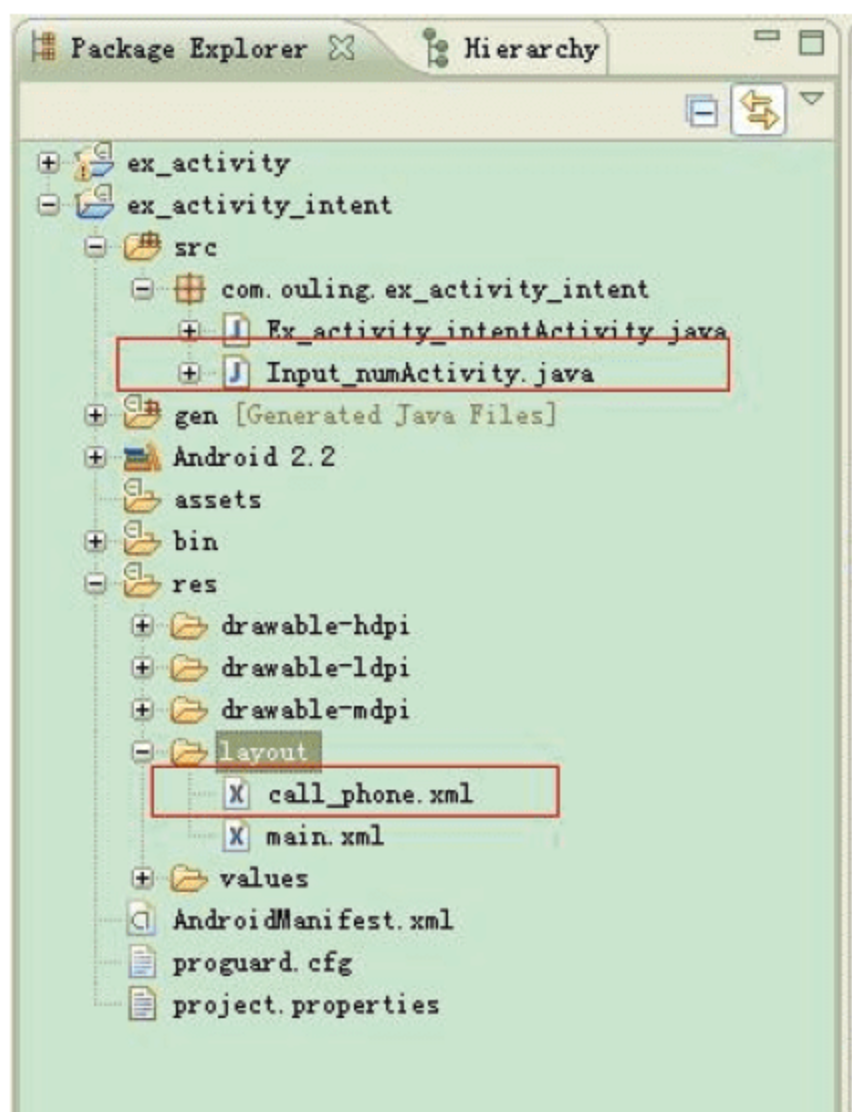 Package Explorer Hierarchy
ex_activity
ex_activity_intent
src
com.ouling.ex_activity_intent
Ex_activity_intentActivity.java
Input_numActivity.java
gen [Generated Java Files]
Android 2.2
assets
bin
res
drawable-hdpi
drawable-ldpi
drawable-mdpi
layout
call_phone.xml
main.xml
values
AndroidManifest.xml
proguard.cfg
project.properties